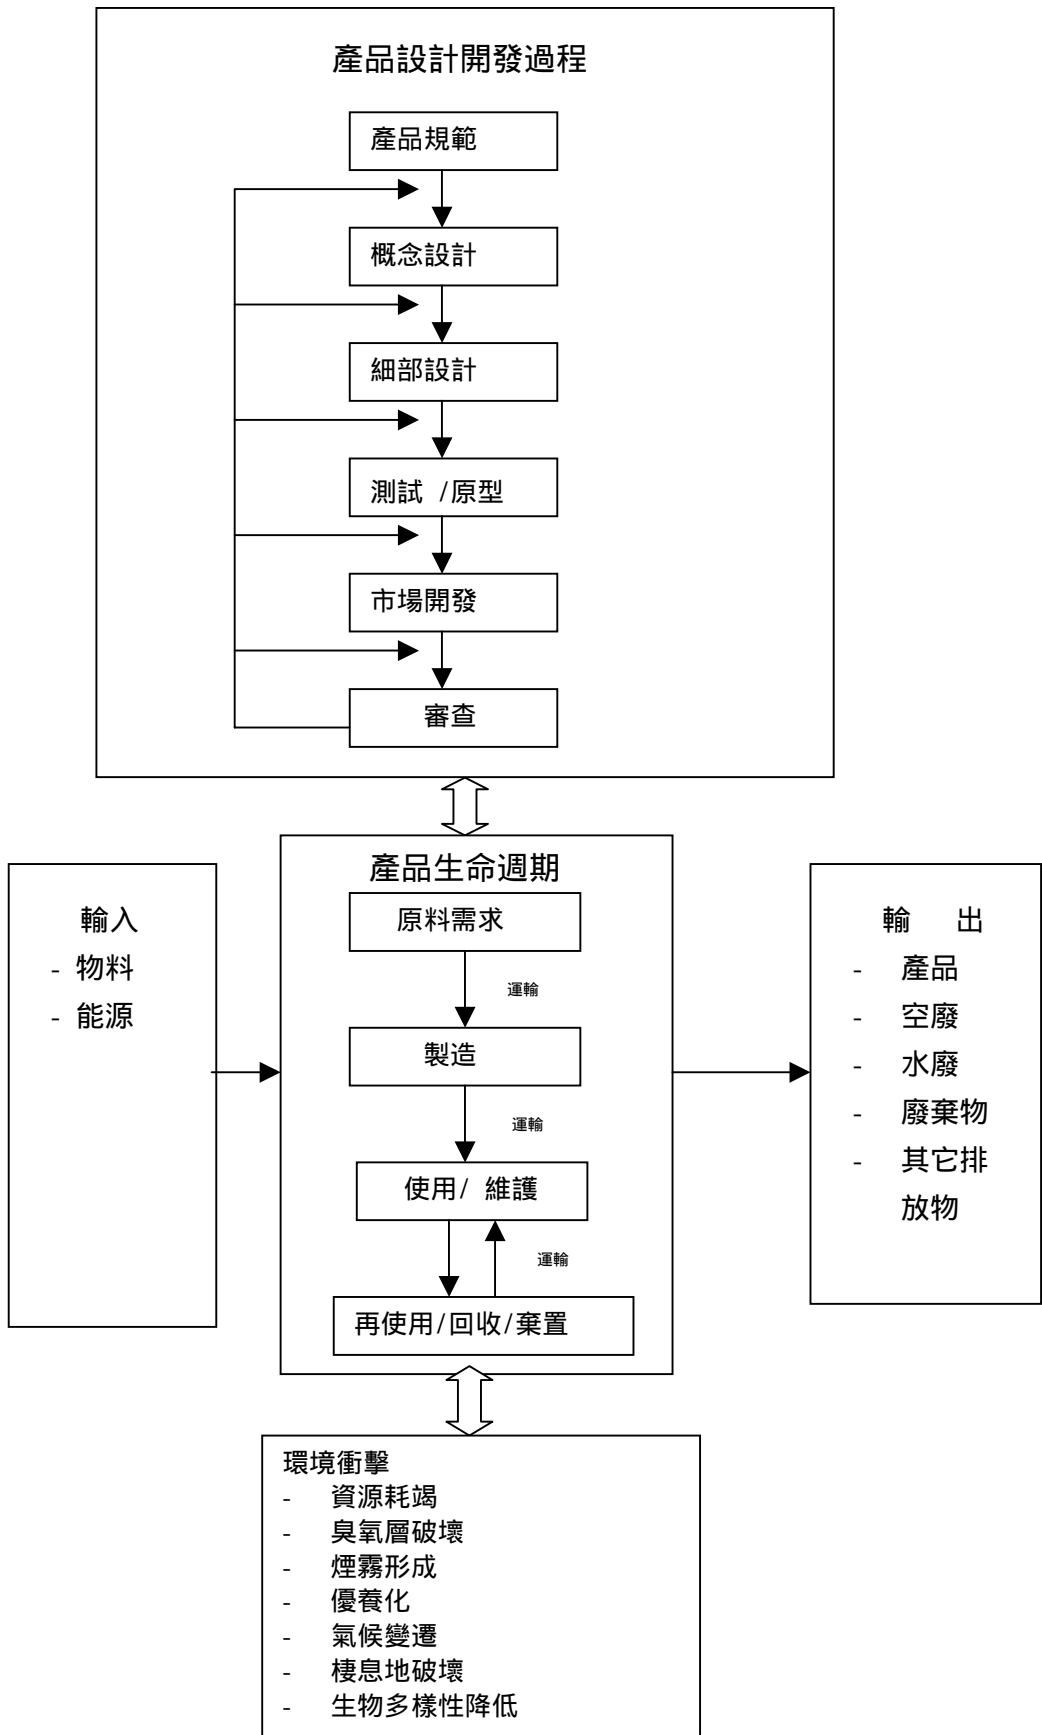 產品設計開發過程
產品規範
概念設計
細部設計
測試 /原型
市場開發
審查
產品生命週期
原料需求
運輸
製造
運輸
使用/ 維護
運輸
再使用/回收/棄置
輸入
- 物料
- 能源
輸 出
- 產品
- 空廢
- 水廢
- 廢棄物
- 其它排
放物
環境衝擊
- 資源耗竭
- 臭氧層破壞
- 煙霧形成
- 優養化
- 氣候變遷
- 棲息地破壞
- 生物多樣性降低